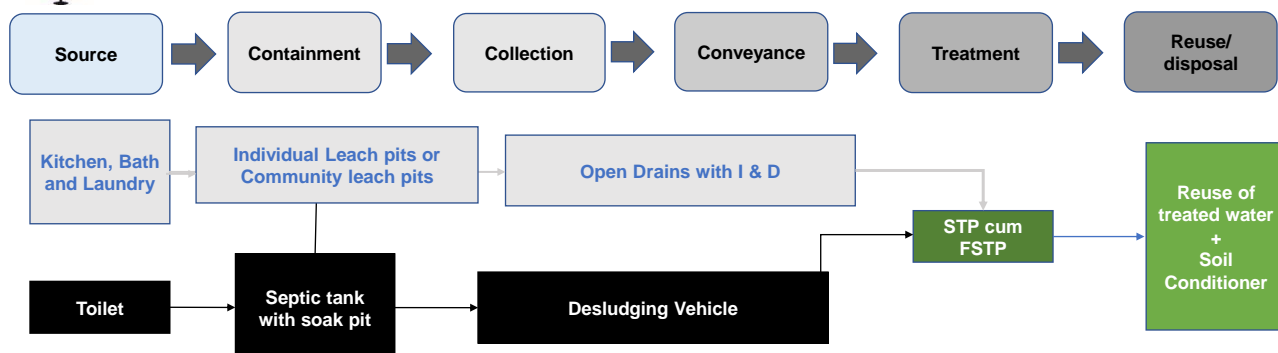 Source
Containment
Collection
Conveyance
Treatment
Reuse/
disposal
Kitchen, Bath
and Laundry
Individual Leach pits or
Community leach pits
Open Drains with I & D
STP cum
FSTP
Reuse of
treated water
+
Soil
Conditioner
Toilet
Septic tank
with soak pit
Desludging Vehicle